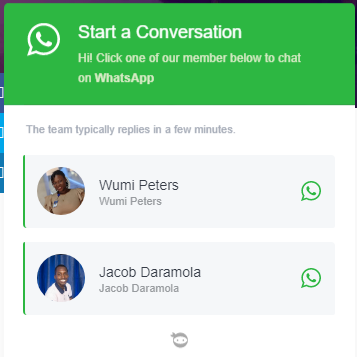 Start a Conversation
Hi! Click one of our member below to chat
on WhatsApp
The team typically replies in a few minutes.
Wumi Peters
Wumi Peters
Jacob Daramola
Jacob Daramola